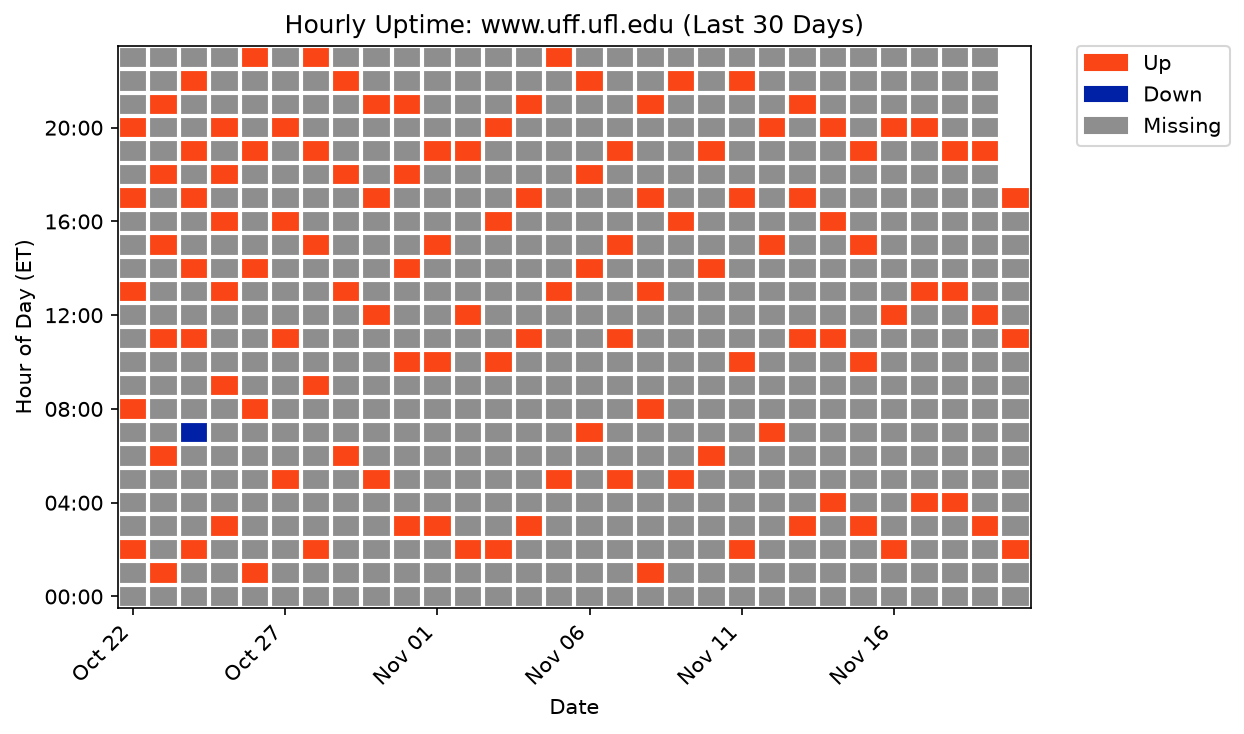 Hourly Uptime: www.uff.ufl.edu (Last 30 Days)
Up
Down
Missing
Hour of Day (ET)
20:00
16:00
12:00
08:00
04:00
00:00
Oct 22
Oct 27
Nov 01
Nov 06
Nov 11
Nov 16
Date